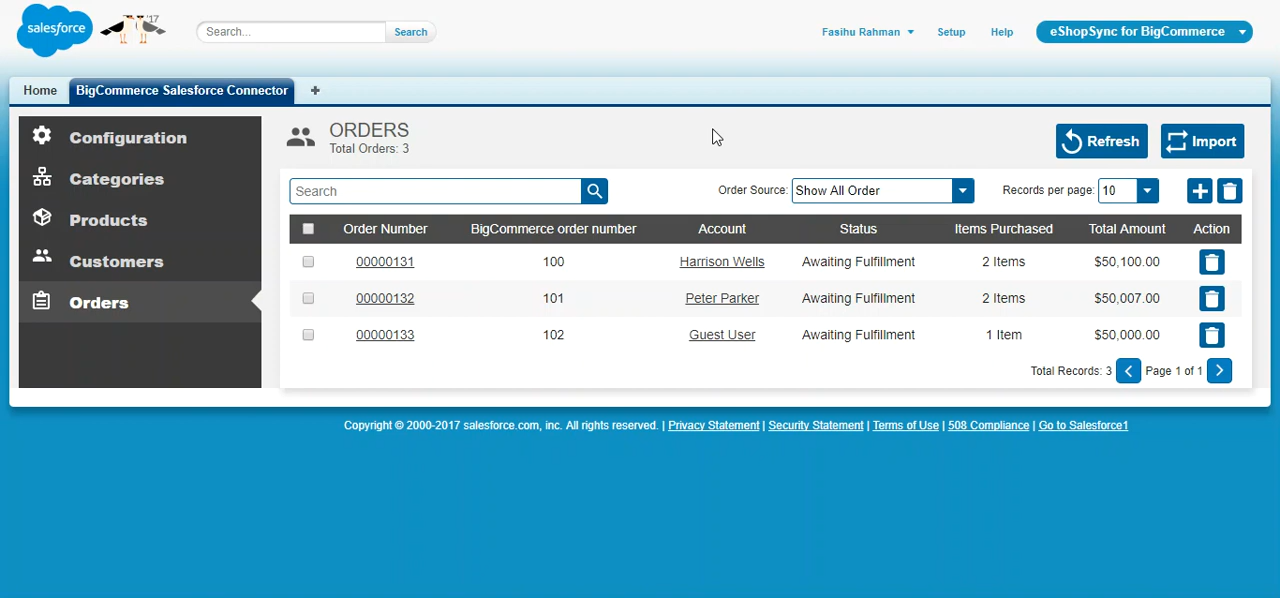 salesforce
'17
Search...
Search
Fasihu Rahman
Setup
Help
eShopSync for BigCommerce
Home
BigCommerce Salesforce Connector
+
Configuration
Categories
Products
Customers
Orders
ORDERS
Total Orders: 3
Refresh
Import
Search
Order Source: Show All Order
Records per page: 10
Order Number BigCommerce order number Account Status Items Purchased Total Amount Action
00000131 100 Harrison Wells Awaiting Fulfillment 2 Items $50,100.00
00000132 101 Peter Parker Awaiting Fulfillment 2 Items $50,007.00
00000133 102 Guest User Awaiting Fulfillment 1 Item $50,000.00
Total Records: 3 Page 1 of 1
Copyright © 2000-2017 salesforce.com, inc. All rights reserved. | Privacy Statement | Security Statement | Terms of Use | 508 Compliance | Go to Salesforce1